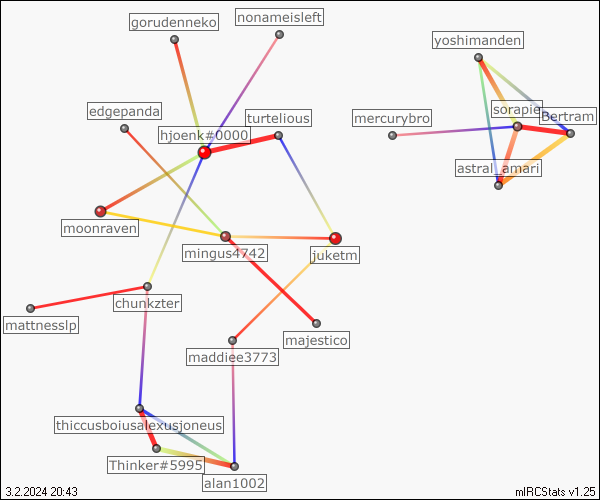 gorudenneko
nonameisleft
yoshimanden
edgepanda
turtelious
sorapie
mercurybro
Bertram
hjoenk#0000
astral_amari
moonraven
mingus4742
juketm
chunkzter
mattnesslp
majestico
maddiee3773
thiccusboiusalexusjoneus
Thinker#5995
alan1002
3.2.2024 20:43
mIRCStats v1.25